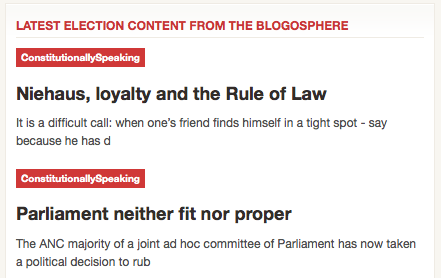 LATEST ELECTION CONTENT FROM THE BLOGOSPHERE
ConstitutionallySpeaking
Niehaus, loyalty and the Rule of Law
It is a difficult call: when one's friend finds himself in a tight spot - say
because he has d
ConstitutionallySpeaking
Parliament neither fit nor proper
The ANC majority of a joint ad hoc committee of Parliament has now taken
a political decision to rub